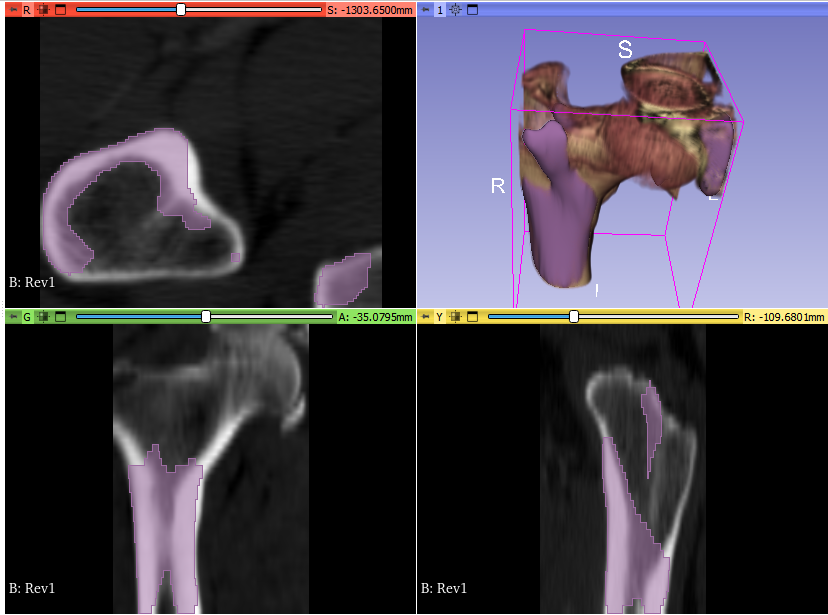 R S: -1303.6500mm
B: Rev1
1
S
R
L
I
G A: -35.0795mm
B: Rev1
Y R: -109.6801mm
B: Rev1